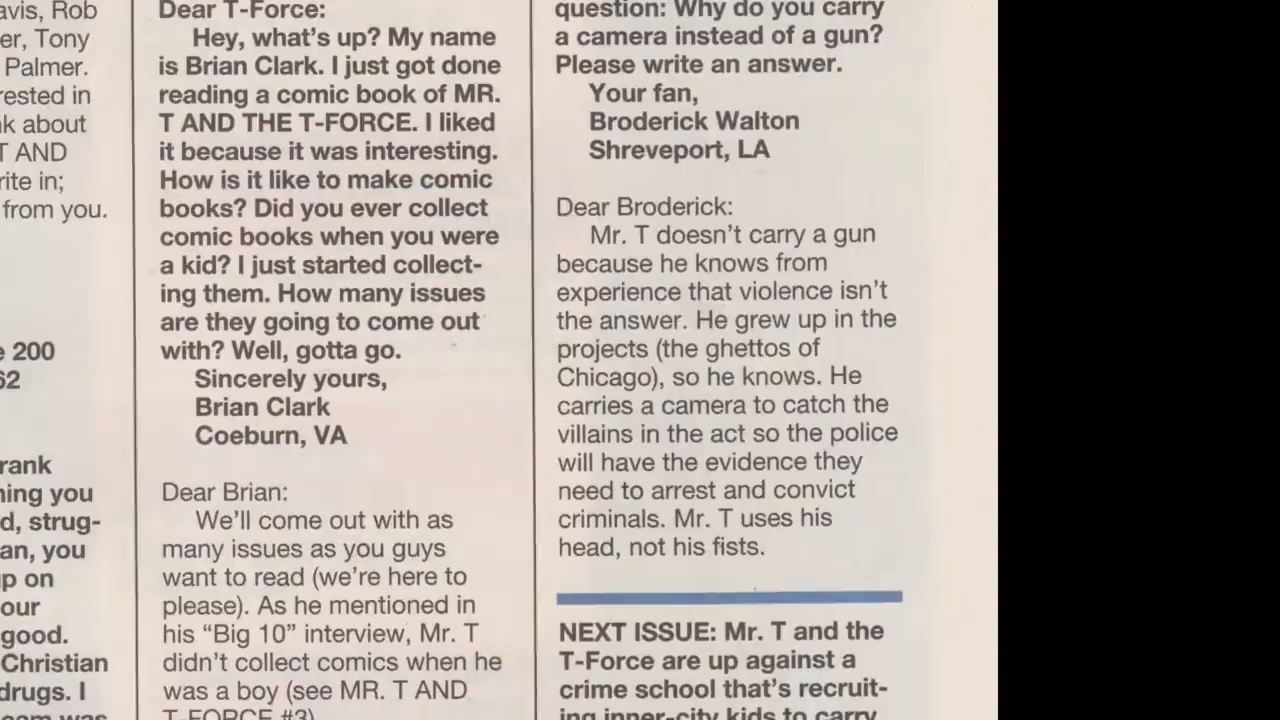 avis, Rob
er, Tony
Palmer.
rested in
k about
T AND
rite in;
from you.
e 200
62
rank
ning you
d, strug-
an, you
p on
our
good.
Christian
drugs. I
eam was
Dear T-Force:
Hey, what's up? My name
is Brian Clark. I just got done
reading a comic book of MR.
T AND THE T-FORCE. I liked
it because it was interesting.
How is it like to make comic
books? Did you ever collect
comic books when you were
a kid? I just started collect-
ing them. How many issues
are they going to come out
with? Well, gotta go.
Sincerely yours,
Brian Clark
Coeburn, VA
Dear Brian:
We'll come out with as
many issues as you guys
want to read (we're here to
please). As he mentioned in
his “Big 10” interview, Mr. T
didn't collect comics when he
was a boy (see MR. T AND
T-FORCE #3).
question: Why do you carry
a camera instead of a gun?
Please write an answer.
Your fan,
Broderick Walton
Shreveport, LA
Dear Broderick:
Mr. T doesn't carry a gun
because he knows from
experience that violence isn't
the answer. He grew up in the
projects (the ghettos of
Chicago), so he knows. He
carries a camera to catch the
villains in the act so the police
will have the evidence they
need to arrest and convict
criminals. Mr. T uses his
head, not his fists.
NEXT ISSUE: Mr. T and the
T-Force are up against a
crime school that's recruit-
ing inner-city kids to carry